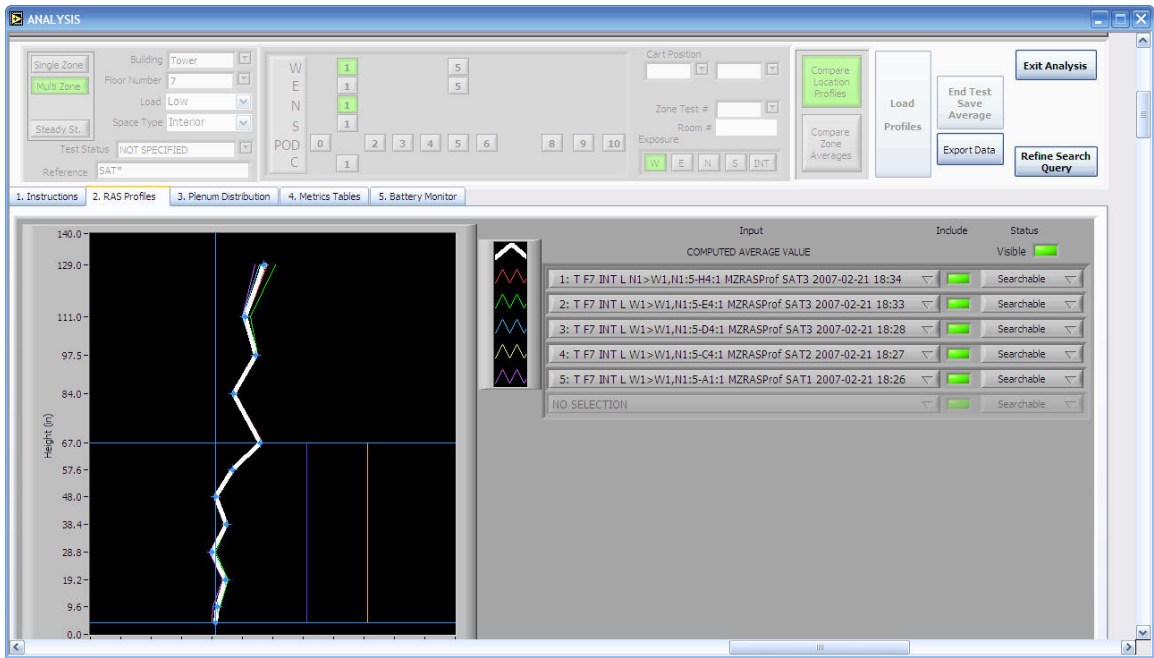 ANALYSIS
Single Zone
Multi Zone
Steady St.
Building Tower
Floor Number 7
Load Low
Space Type Interior
Test Status NOT SPECIFIED
Reference SAT*
W 1 5
E 1 5
N 1
S 1
POD 0 2 3 4 5 6 8 9 10
C 1
Cart Position
Zone Test #
Room #
Exposure
W E N S INT
Compare Location Profiles
Compare Zone Averages
Load Profiles
End Test Save Average
Export Data
Exit Analysis
Refine Search Query
1. Instructions 2. RAS Profiles 3. Plenum Distribution 4. Metrics Tables 5. Battery Monitor
Height (in)
140.0
129.0
111.0
97.5
84.0
67.0
57.6
48.0
38.4
28.8
19.2
9.6
0.0
Input Include Status
COMPUTED AVERAGE VALUE Visible
1: T F7 INT L N1>W1,N1:5-H4:1 MZRASProf SAT3 2007-02-21 18:34 Searchable
2: T F7 INT L W1>W1,N1:5-E4:1 MZRASProf SAT3 2007-02-21 18:33 Searchable
3: T F7 INT L W1>W1,N1:5-D4:1 MZRASProf SAT3 2007-02-21 18:28 Searchable
4: T F7 INT L W1>W1,N1:5-C4:1 MZRASProf SAT2 2007-02-21 18:27 Searchable
5: T F7 INT L W1>W1,N1:5-A1:1 MZRASProf SAT1 2007-02-21 18:26 Searchable
NO SELECTION Searchable